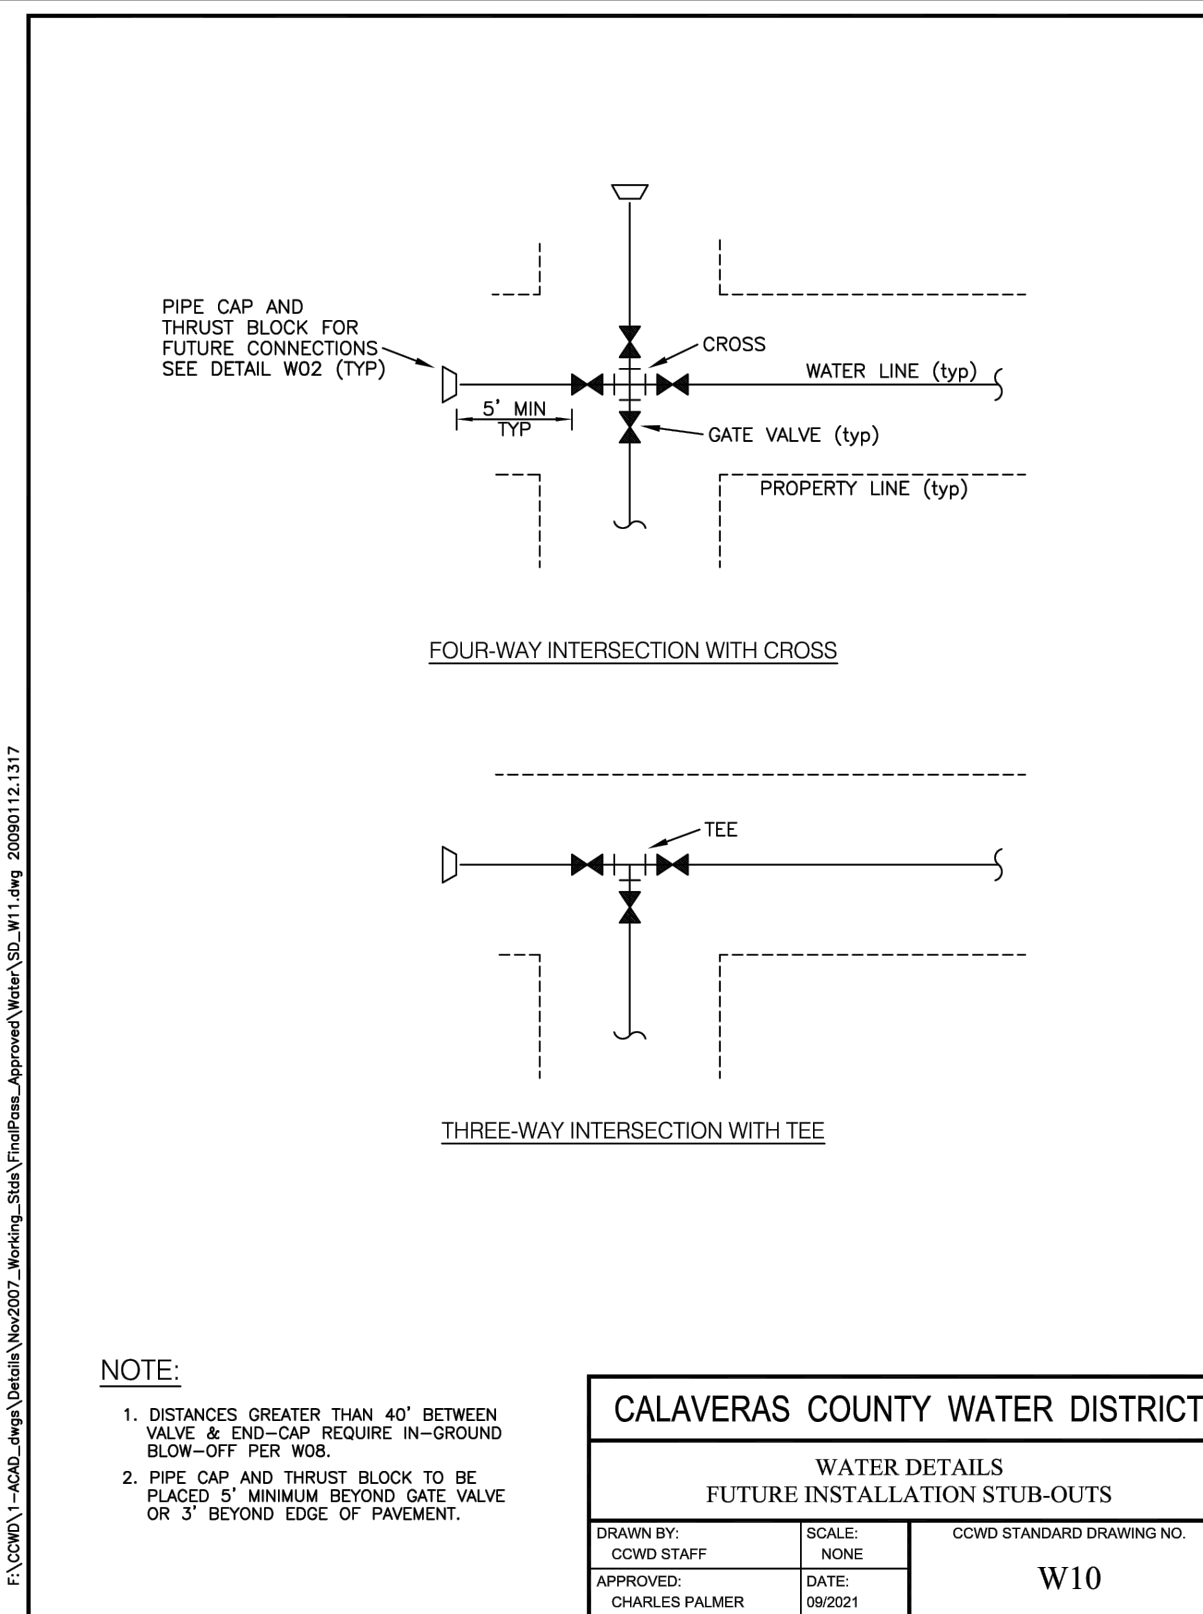 PIPE CAP AND
THRUST BLOCK FOR
FUTURE CONNECTIONS
SEE DETAIL W02 (TYP)
CROSS
WATER LINE (typ)
5' MIN
TYP
GATE VALVE (typ)
PROPERTY LINE (typ)
FOUR-WAY INTERSECTION WITH CROSS
TEE
THREE-WAY INTERSECTION WITH TEE
F:\CCWD\1-ACAD_dwgs\Details\Nov2007_Working_Stds\FinalPass_Approved\Water\SD_W11.dwg 20090112.1317
NOTE:
1. DISTANCES GREATER THAN 40' BETWEEN
VALVE & END-CAP REQUIRE IN-GROUND
BLOW-OFF PER W08.
2. PIPE CAP AND THRUST BLOCK TO BE
PLACED 5' MINIMUM BEYOND GATE VALVE
OR 3' BEYOND EDGE OF PAVEMENT.
CALAVERAS COUNTY WATER DISTRICT
WATER DETAILS
FUTURE INSTALLATION STUB-OUTS
DRAWN BY:
CCWD STAFF
SCALE:
NONE
CCWD STANDARD DRAWING NO.
W10
APPROVED:
CHARLES PALMER
DATE:
09/2021